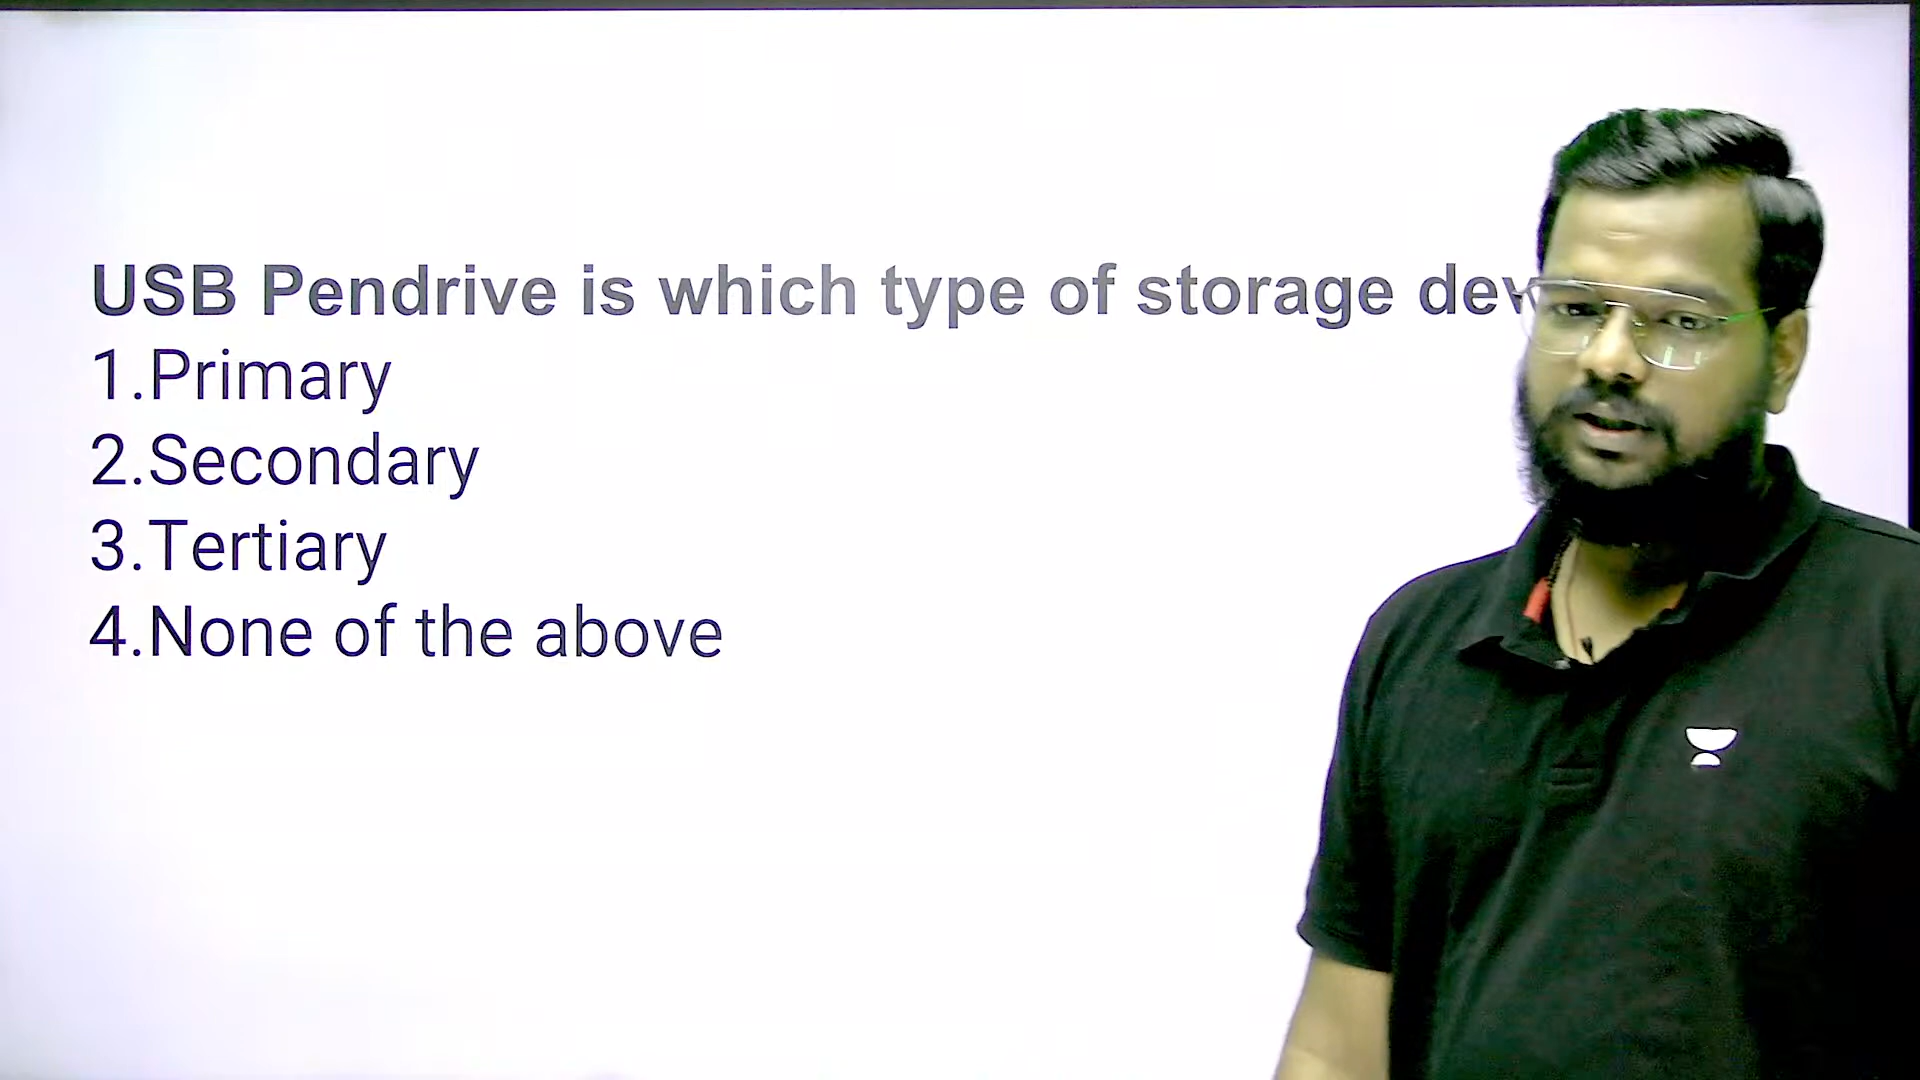 USB Pendrive is which type of storage
1.Primary
2.Secondary
3.Tertiary
4.None of the above